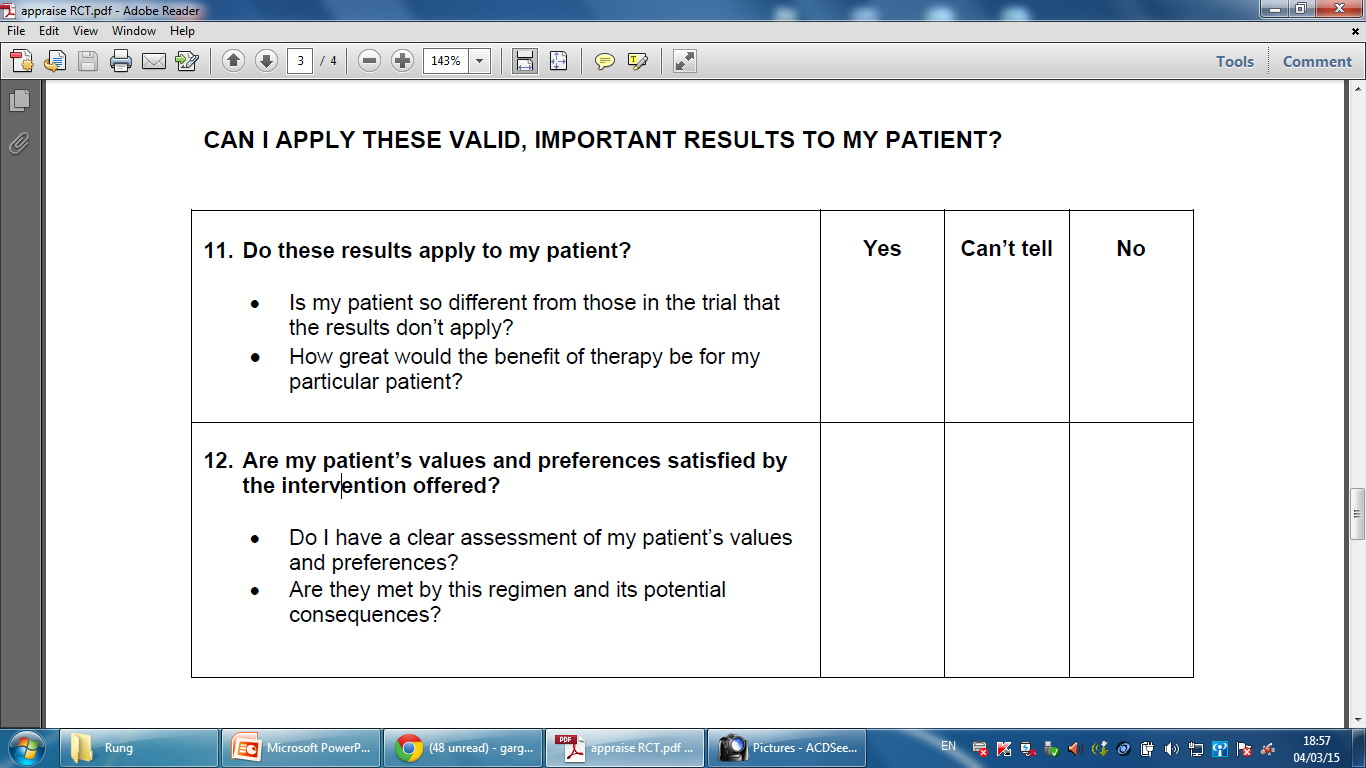 appraise RCT.pdf - Adobe Reader
File Edit View Window Help
3 / 4 143% Tools Comment
CAN I APPLY THESE VALID, IMPORTANT RESULTS TO MY PATIENT?
11. Do these results apply to my patient? Yes Can’t tell No
• Is my patient so different from those in the trial that
the results don’t apply?
• How great would the benefit of therapy be for my
particular patient?
12. Are my patient’s values and preferences satisfied by
the intervention offered?
• Do I have a clear assessment of my patient’s values
and preferences?
• Are they met by this regimen and its potential
consequences?
Rung Microsoft PowerP... (48 unread) - garg... PDF appraise RCT.pdf ... Pictures - ACDSee... EN 18:57
04/03/15